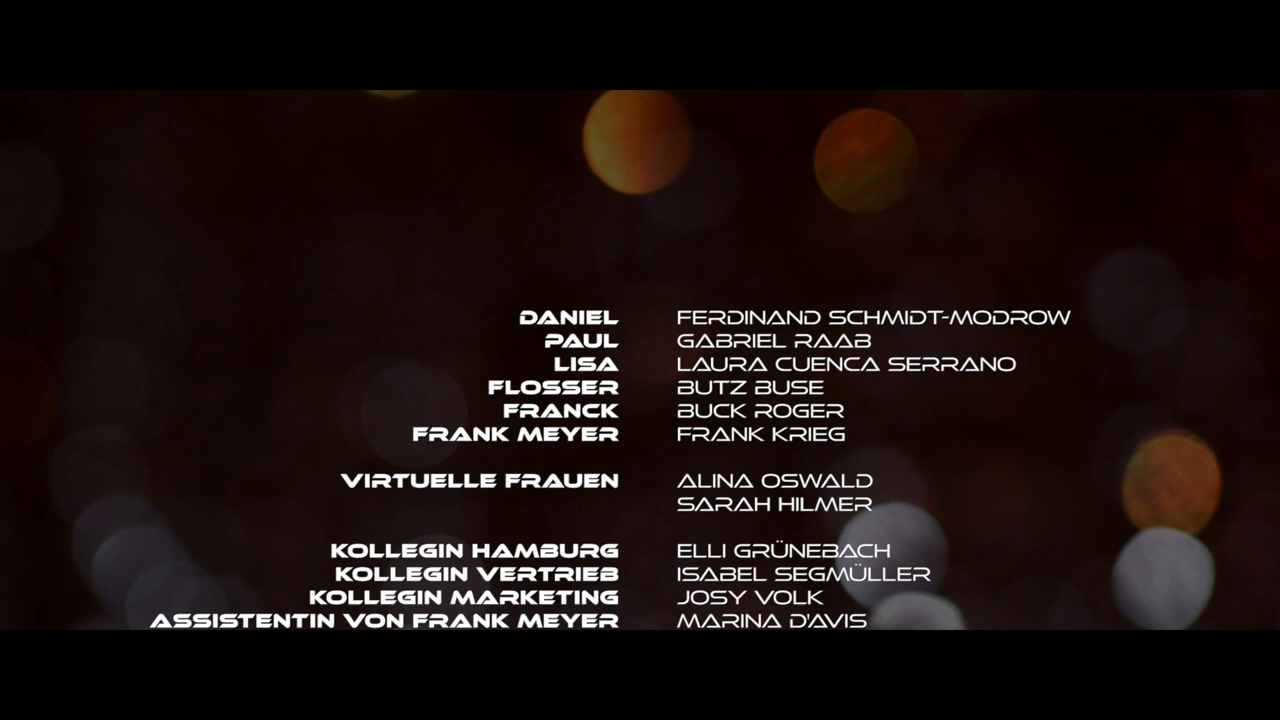 DANIEL FERDINAND SCHMIDT-MODROW
PAUL GABRIEL RAAB
LISA LAURA CUENCA SERRANO
FLOSSER BUTZ BUSE
FRANCK BUCK ROGER
FRANK MEYER FRANK KRIEG
VIRTUELLE FRAUEN ALINA OSWALD
SARAH HILMER
KOLLEGIN HAMBURG ELLI GRÜNEBACH
KOLLEGIN VERTRIEB ISABEL SEGMÜLLER
KOLLEGIN MARKETING JOSY VOLK
ASSISTENTIN VON FRANK MEYER MARINA D'AVIS